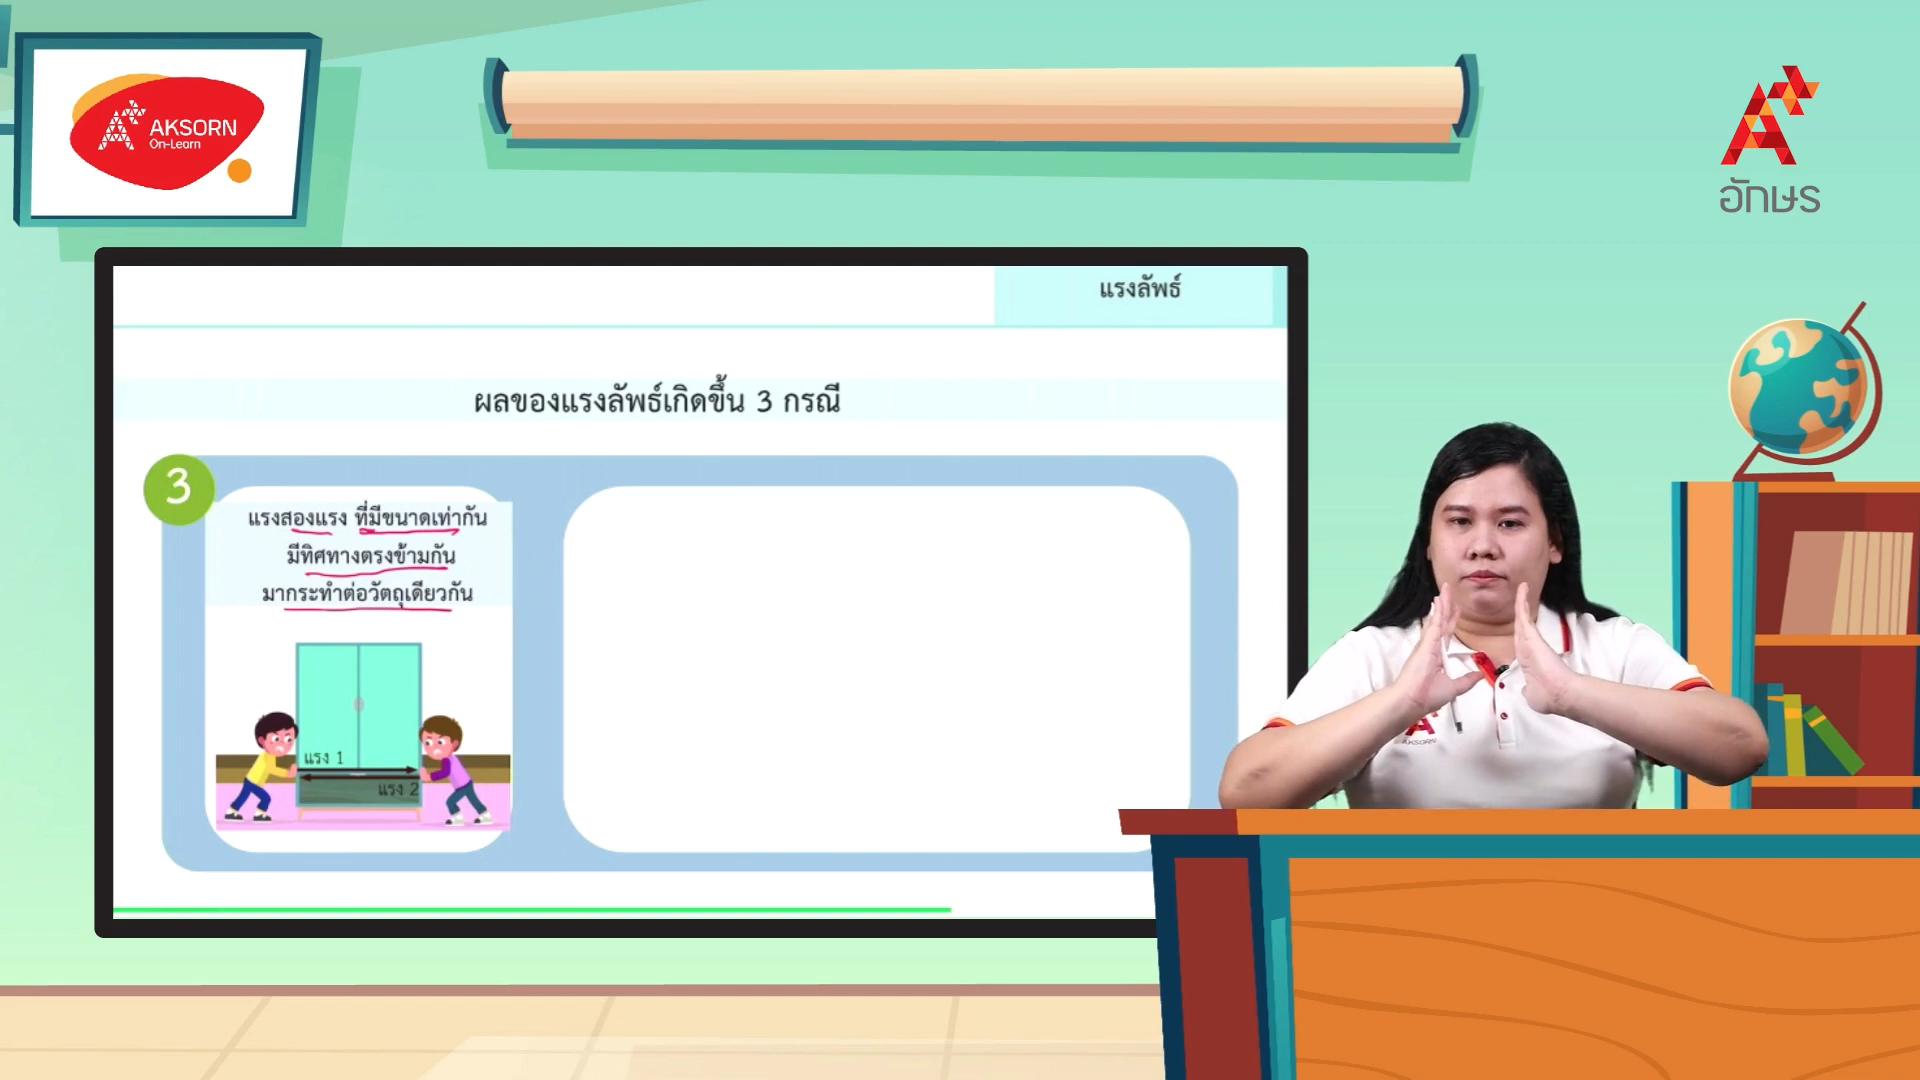 AKSORN
On-Learn
อักษร
แรงลัพธ์
ผลของแรงลัพธ์เกิดขึ้น 3 กรณี
3
แรงสองแรง ที่มีขนาดเท่ากัน
มีทิศทางตรงข้ามกัน
มากระทำต่อวัตถุเดียวกัน
แรง 1
แรง 2
AKSORN